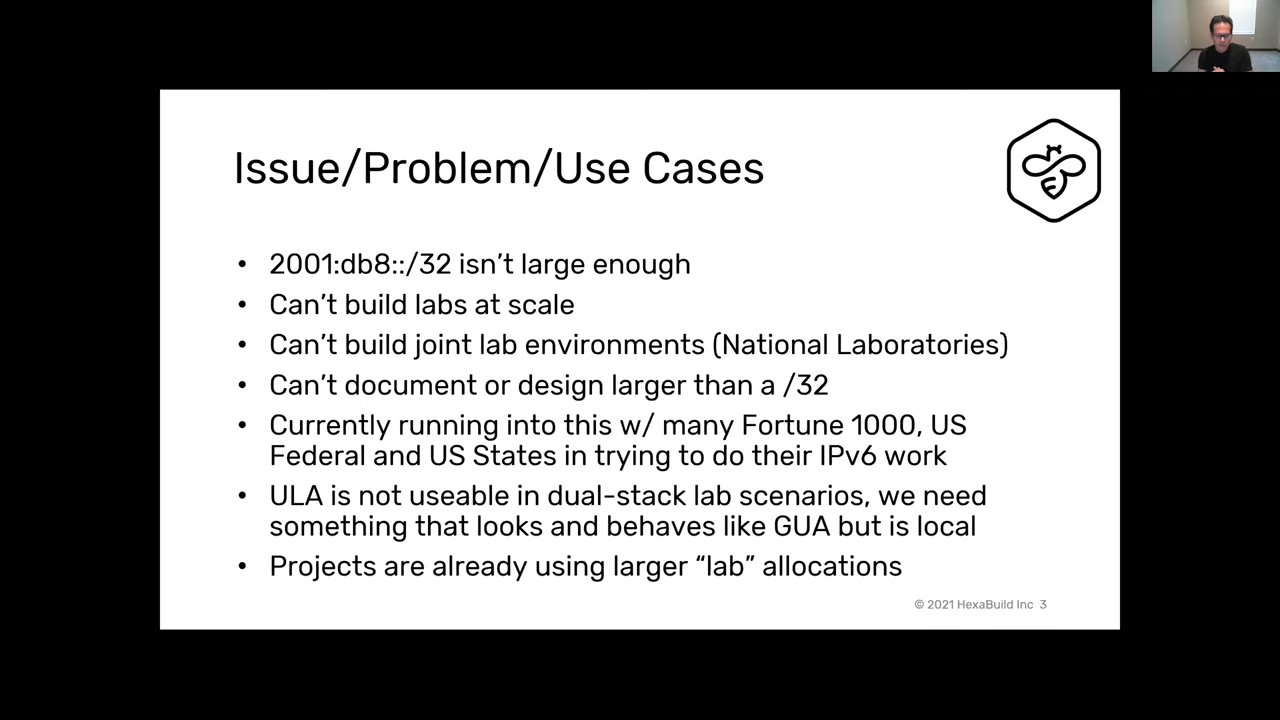 Issue/Problem/Use Cases
• 2001:db8::/32 isn’t large enough
• Can’t build labs at scale
• Can’t build joint lab environments (National Laboratories)
• Can’t document or design larger than a /32
• Currently running into this w/ many Fortune 1000, US
Federal and US States in trying to do their IPv6 work
• ULA is not useable in dual-stack lab scenarios, we need
something that looks and behaves like GUA but is local
• Projects are already using larger “lab” allocations
© 2021 HexaBuild Inc 3